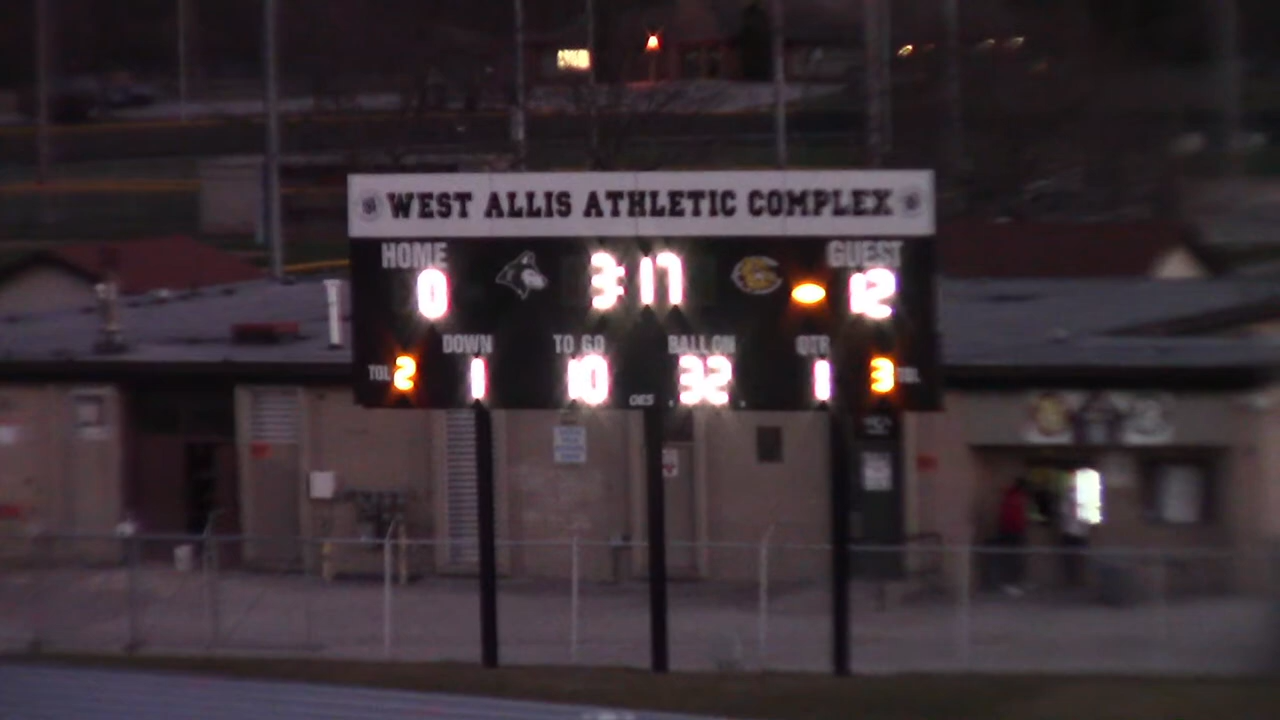 WEST ALLIS ATHLETIC COMPLEX
HOME 3:17 GUEST
0 12
DOWN TO GO BALL ON QTR
TOL 2 1 10 32 1 3 TOL
OES